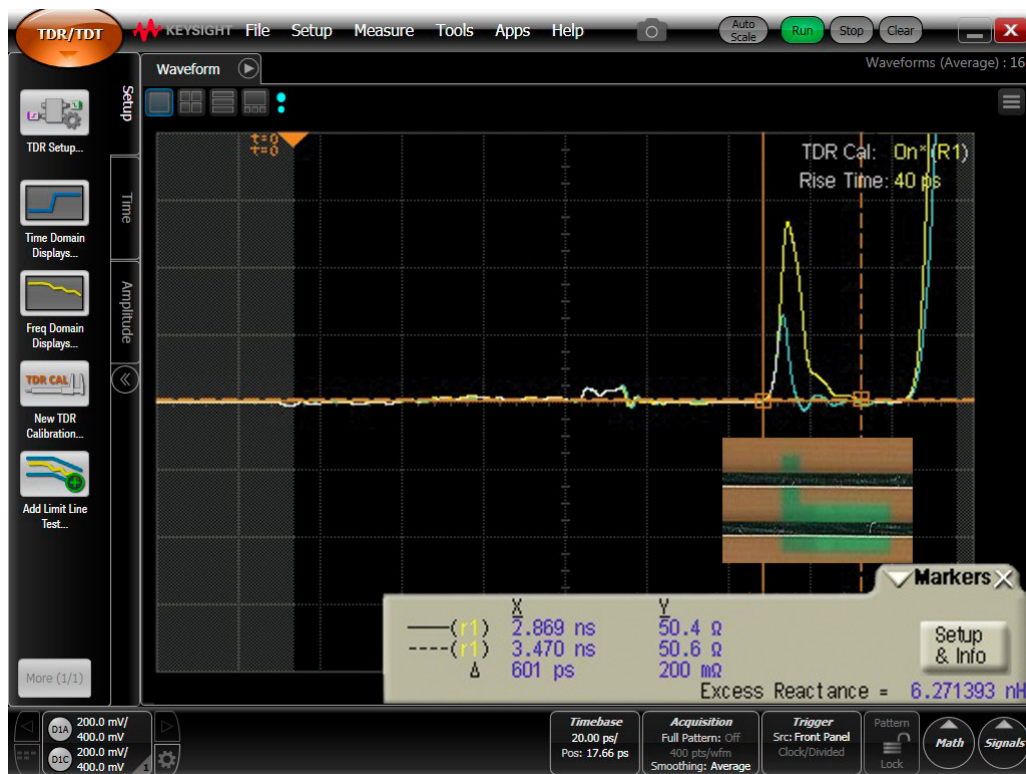 TDR/TDT
KEYSIGHT File Setup Measure Tools Apps Help
Auto Scale
Run Stop Clear
Waveform
Waveforms (Average) : 16
Setup
Time
Amplitude
TDR Setup...
Time Domain
Displays...
Freq Domain
Displays...
TDR CAL
New TDR
Calibration...
Add Limit Line
Test...
More (1/1)
t=0
t=0
TDR Cal: On* (R1)
Rise Time: 40 ps
Markers
X Y
(r1) 2.869 ns 50.4 Ω
----(r1) 3.470 ns 50.6 Ω
Δ 601 ps 200 mΩ
Excess Reactance = 6.271393 nH
Setup
& Info
D1A 200.0 mV/
400.0 mV
D1C 200.0 mV/
400.0 mV
1
Timebase
20.00 ps/
Pos: 17.66 ps
Acquisition
Full Pattern: Off
400 pts/wfm
Smoothing: Average
Trigger
Src: Front Panel
Clock/Divided
Pattern
Lock
Math
Signals